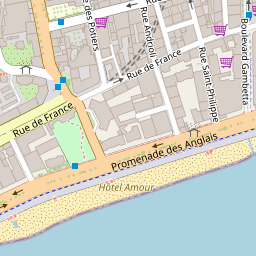 Rue
des Potiers
Rue Androis
Rue de France
Rue Saint-Philippe
Boulevard Gambetta
Rue de France
Promenade des Anglais
Hôtel Amour